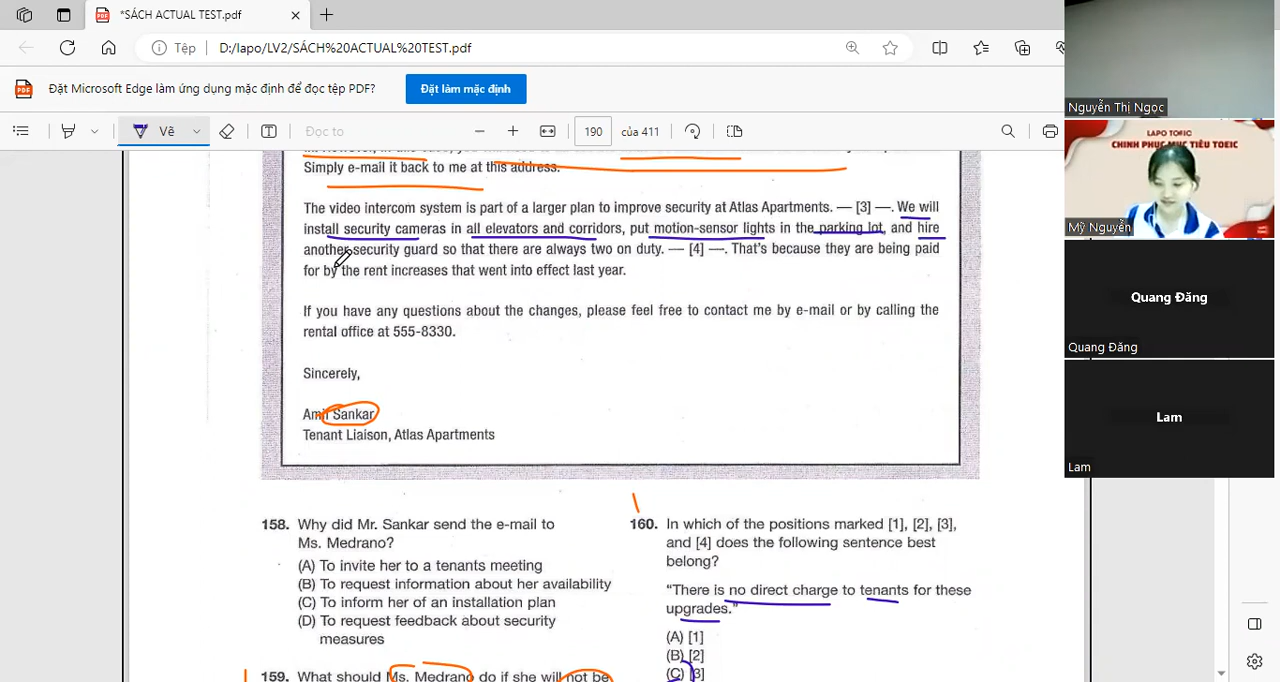 *SÁCH ACTUAL TEST.pdf
Tệp D:/lapo/LV2/SÁCH%20ACTUAL%20TEST.pdf
Đặt Microsoft Edge làm ứng dụng mặc định để đọc tệp PDF?
Đặt làm mặc định
Vẽ
Đọc to
190 của 411
Simply e-mail it back to me at this address.
The video intercom system is part of a larger plan to improve security at Atlas Apartments. — [3] —. We will
install security cameras in all elevators and corridors, put motion-sensor lights in the parking lot, and hire
another security guard so that there are always two on duty. — [4] —. That's because they are being paid
for by the rent increases that went into effect last year.
If you have any questions about the changes, please feel free to contact me by e-mail or by calling the
rental office at 555-8330.
Sincerely,
Amir Sankar
Tenant Liaison, Atlas Apartments
158. Why did Mr. Sankar send the e-mail to
Ms. Medrano?
(A) To invite her to a tenants meeting
(B) To request information about her availability
(C) To inform her of an installation plan
(D) To request feedback about security
measures
159. What should Ms. Medrano do if she will not be
160. In which of the positions marked [1], [2], [3],
and [4] does the following sentence best
belong?
"There is no direct charge to tenants for these
upgrades."
(A) [1]
(B) [2]
(C) [3]
Nguyễn Thị Ngọc
LAPO TOEIC
CHINH PHỤC MỤC TIÊU TOEIC
Mỹ Nguyễn
Quang Đăng
Quang Đăng
Lam
Lam